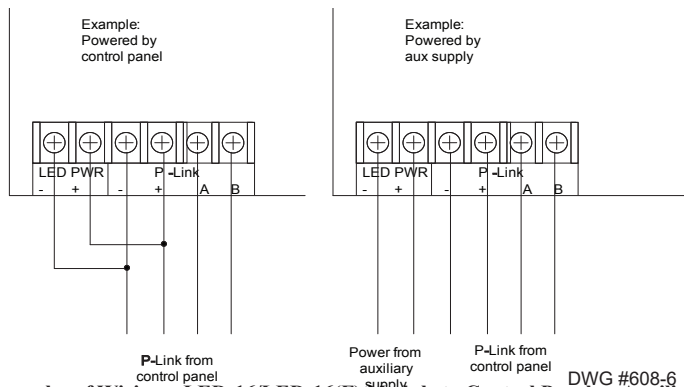 Example:
Powered by
control panel
Example:
Powered by
aux supply
LED PWR P -Link
- + - + A B
LED PWR P -Link
- + - + A B
P-Link from
control panel
Power from
auxiliary
supply
P-Link from
control panel
DWG #608-6